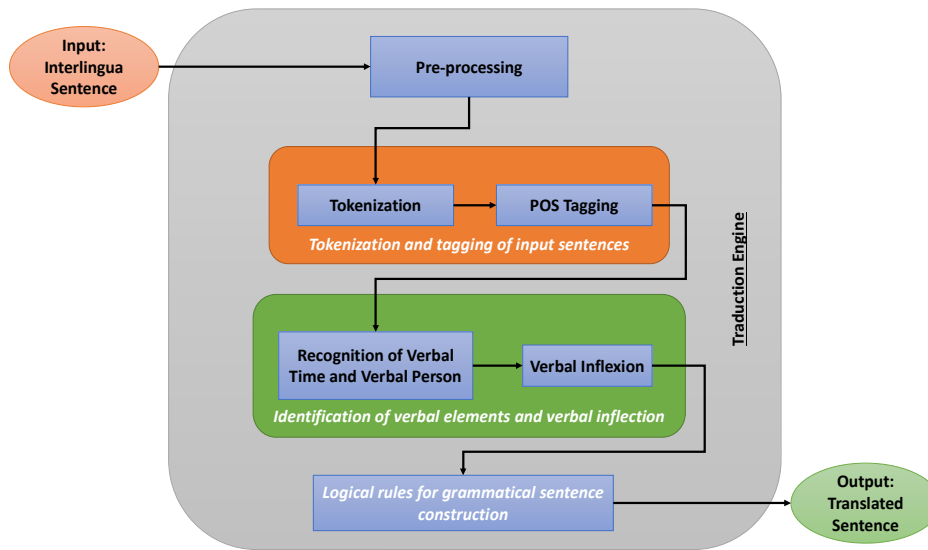 Input:
Interlingua
Sentence
Pre-processing
Tokenization
POS Tagging
Tokenization and tagging of input sentences
Traduction Engine
Recognition of Verbal
Time and Verbal Person
Verbal Inflexion
Identification of verbal elements and verbal inflection
Logical rules for grammatical sentence
construction
Output:
Translated
Sentence